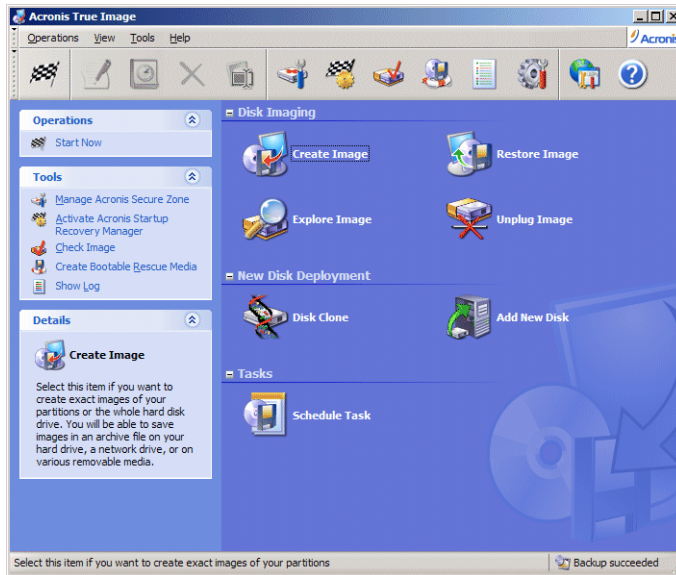 Acronis True Image
Operations View Tools Help
Acronis
Operations
Start Now
Tools
Manage Acronis Secure Zone
Activate Acronis Startup
Recovery Manager
Check Image
Create Bootable Rescue Media
Show Log
Details
Create Image
Select this item if you want to
create exact images of your
partitions or the whole hard disk
drive. You will be able to save
images in an archive file on your
hard drive, a network drive, or on
various removable media.
Disk Imaging
Create Image
Restore Image
Explore Image
Unplug Image
New Disk Deployment
Disk Clone
Add New Disk
Tasks
Schedule Task
Select this item if you want to create exact images of your partitions
Backup succeeded